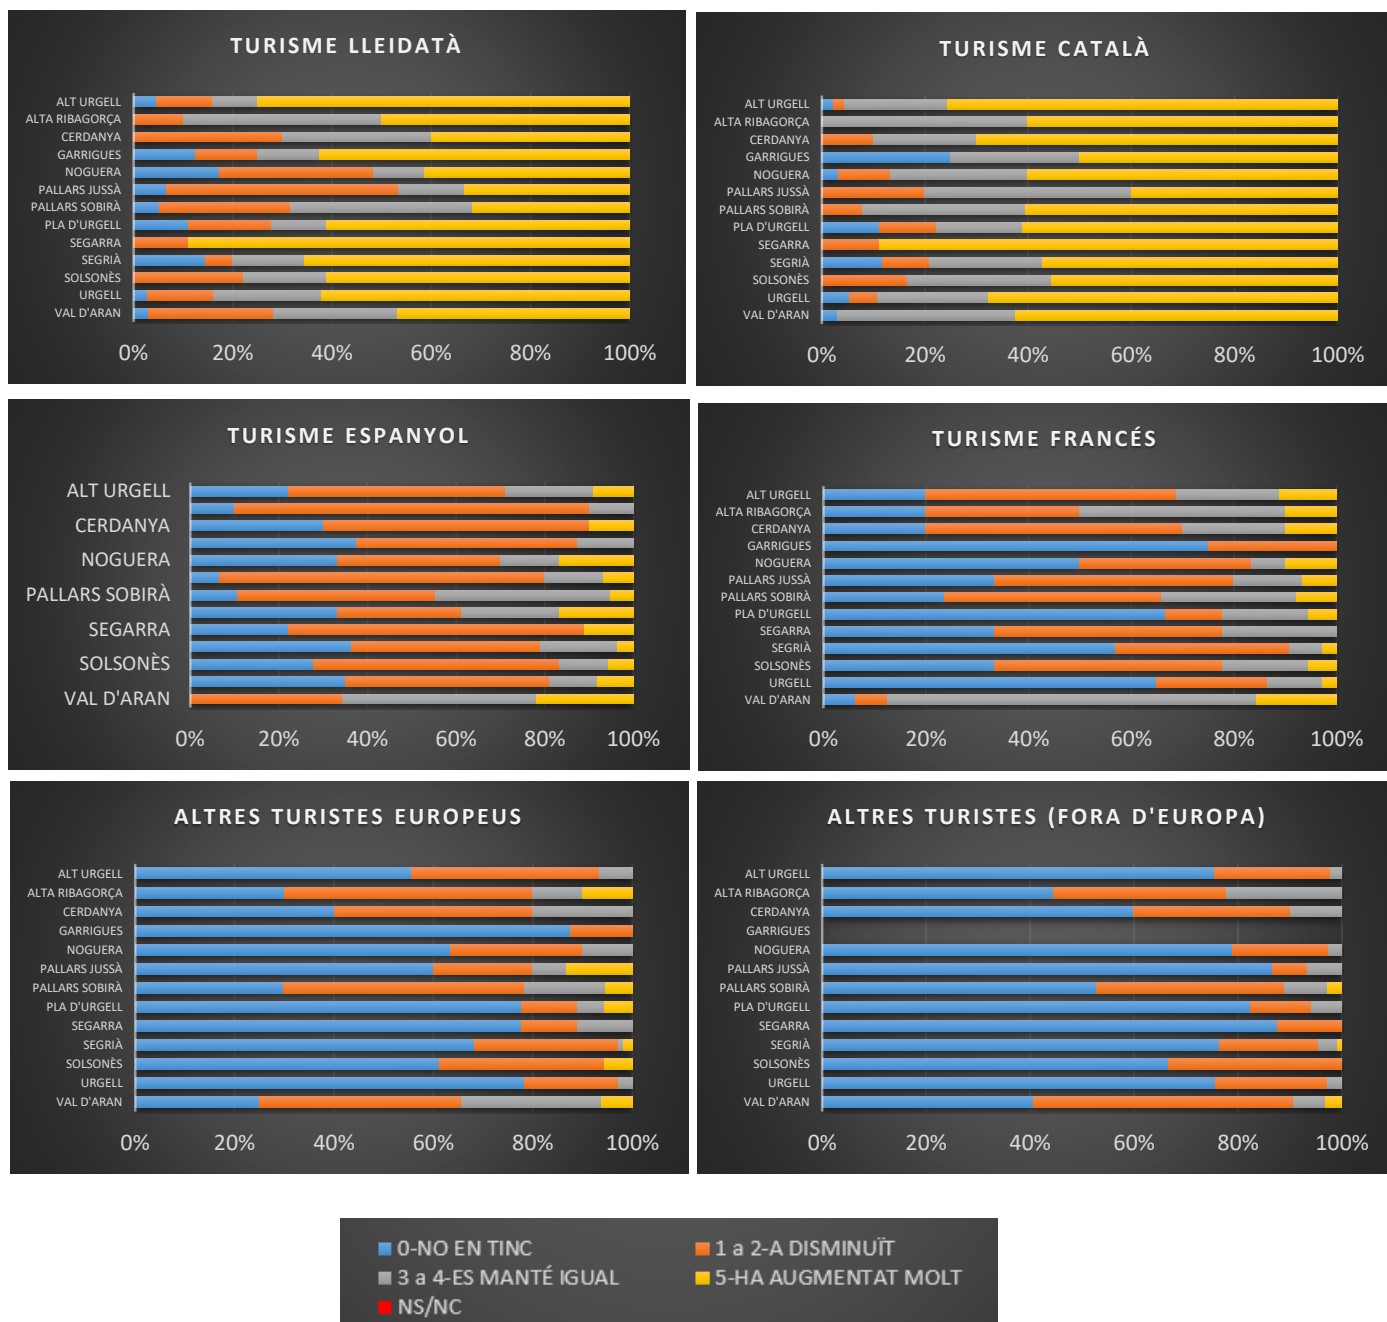 TURISME LLEIDATÀ
ALT URGELL
ALTA RIBAGORÇA
CERDANYA
GARRIGUES
NOGUERA
PALLARS JUSSÀ
PALLARS SOBIRÀ
PLA D'URGELL
SEGARRA
SEGRIÀ
SOLSONÈS
URGELL
VAL D'ARAN
0% 20% 40% 60% 80% 100%
TURISME CATALÀ
ALT URGELL
ALTA RIBAGORÇA
CERDANYA
GARRIGUES
NOGUERA
PALLARS JUSSÀ
PALLARS SOBIRÀ
PLA D'URGELL
SEGARRA
SEGRIÀ
SOLSONÈS
URGELL
VAL D'ARAN
0% 20% 40% 60% 80% 100%
TURISME ESPANYOL
ALT URGELL
CERDANYA
NOGUERA
PALLARS SOBIRÀ
SEGARRA
SOLSONÈS
VAL D'ARAN
0% 20% 40% 60% 80% 100%
TURISME FRANCÉS
ALT URGELL
ALTA RIBAGORÇA
CERDANYA
GARRIGUES
NOGUERA
PALLARS JUSSÀ
PALLARS SOBIRÀ
PLA D'URGELL
SEGARRA
SEGRIÀ
SOLSONÈS
URGELL
VAL D'ARAN
0% 20% 40% 60% 80% 100%
ALTRES TURISTES EUROPEUS
ALT URGELL
ALTA RIBAGORÇA
CERDANYA
GARRIGUES
NOGUERA
PALLARS JUSSÀ
PALLARS SOBIRÀ
PLA D'URGELL
SEGARRA
SEGRIÀ
SOLSONÈS
URGELL
VAL D'ARAN
0% 20% 40% 60% 80% 100%
ALTRES TURISTES (FORA D'EUROPA)
ALT URGELL
ALTA RIBAGORÇA
CERDANYA
GARRIGUES
NOGUERA
PALLARS JUSSÀ
PALLARS SOBIRÀ
PLA D'URGELL
SEGARRA
SEGRIÀ
SOLSONÈS
URGELL
VAL D'ARAN
0% 20% 40% 60% 80% 100%
0-NO EN TINC 1 a 2-A DISMINUÏT
3 a 4-ES MANTÉ IGUAL 5-HA AUGMENTAT MOLT
NS/NC